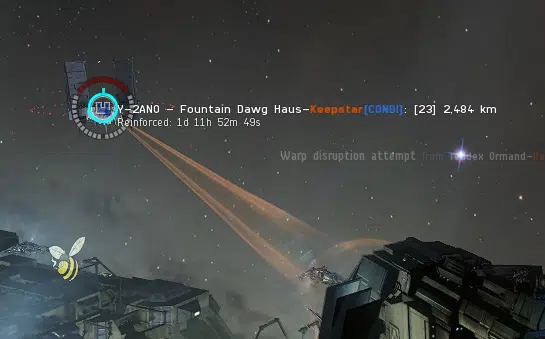 Y-2ANO - Fountain Dawg Haus-Keepstar[CONDI]: [23] 2,484 km
Reinforced: 1d 11h 52m 49s
Warp disruption attempt from Ormand-